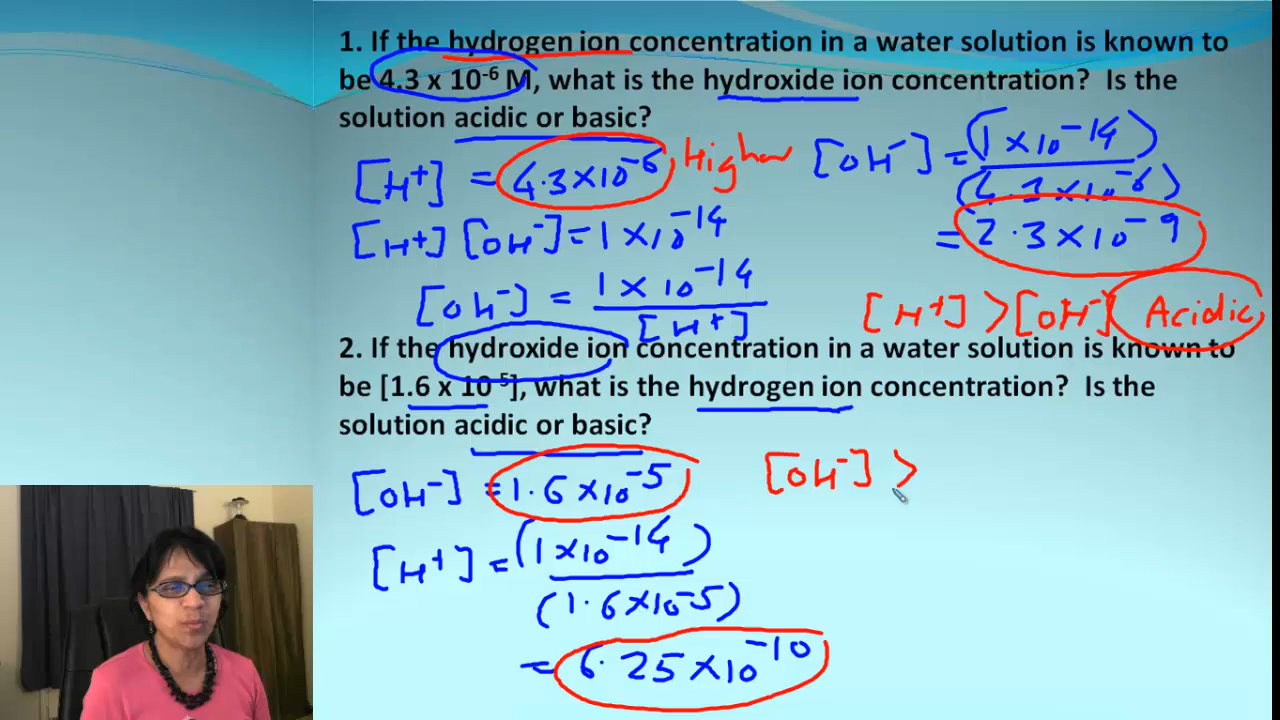 1. If the hydrogen ion concentration in a water solution is known to
be 4.3 x 10⁻⁶ M, what is the hydroxide ion concentration? Is the
solution acidic or basic?
[H⁺] = 4.3×10⁻⁶ Higher
[H⁺] [OH⁻] = 1×10⁻¹⁴
[OH⁻] = 1×10⁻¹⁴
[H⁺]
[OH⁻] = (1×10⁻¹⁴)
(4.3×10⁻⁶)
= 2.3×10⁻⁹
[H⁺] > [OH⁻] Acidic
2. If the hydroxide ion concentration in a water solution is known to
be [1.6 x 10⁻⁵], what is the hydrogen ion concentration? Is the
solution acidic or basic?
[OH⁻] = 1.6×10⁻⁵
[H⁺] = (1×10⁻¹⁴)
(1.6×10⁻⁵)
= 6.25×10⁻¹⁰
[OH⁻] >